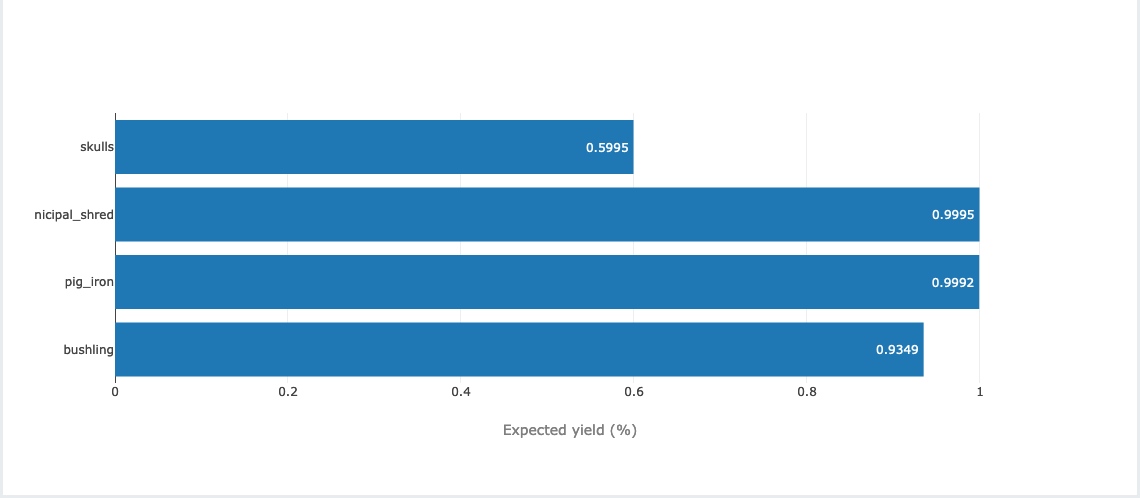 skulls
0.5995
nicipal_shred
0.9995
pig_iron
0.9992
bushling
0.9349
0 0.2 0.4 0.6 0.8 1
Expected yield (%)